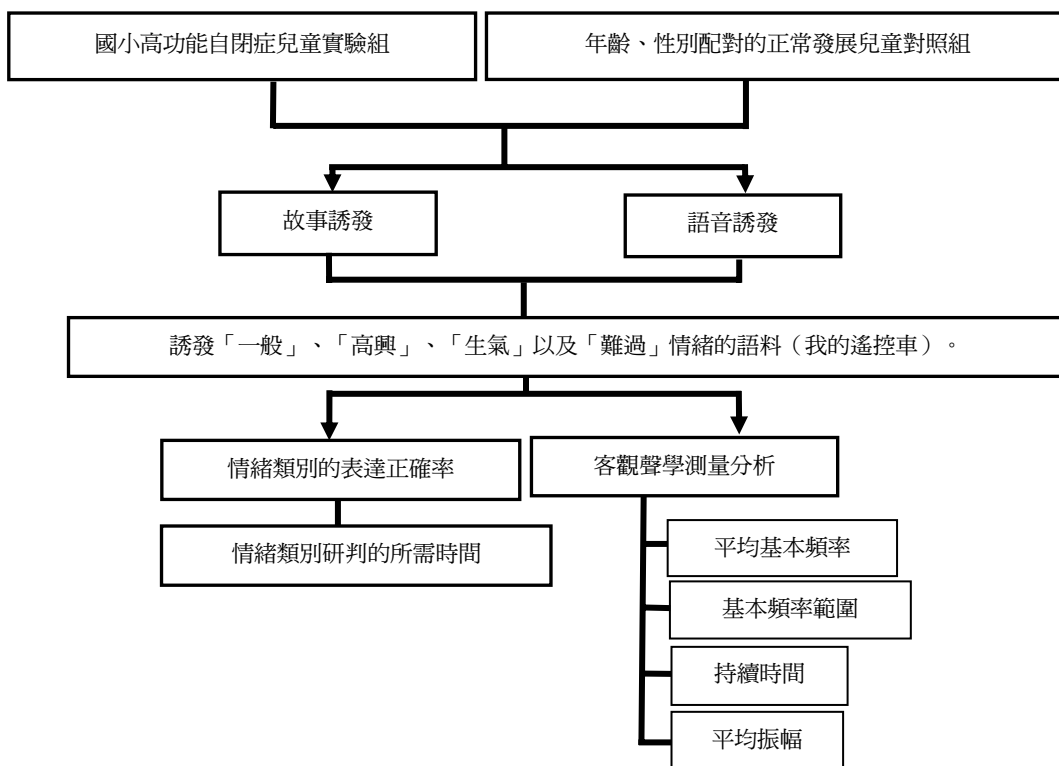 國小高功能自閉症兒童實驗組
年齡、性別配對的正常發展兒童對照組
故事誘發
語音誘發
誘發「一般」、「高興」、「生氣」以及「難過」情緒的語料（我的遙控車）。
情緒類別的表達正確率
客觀聲學測量分析
情緒類別研判的所需時間
平均基本頻率
基本頻率範圍
持續時間
平均振幅